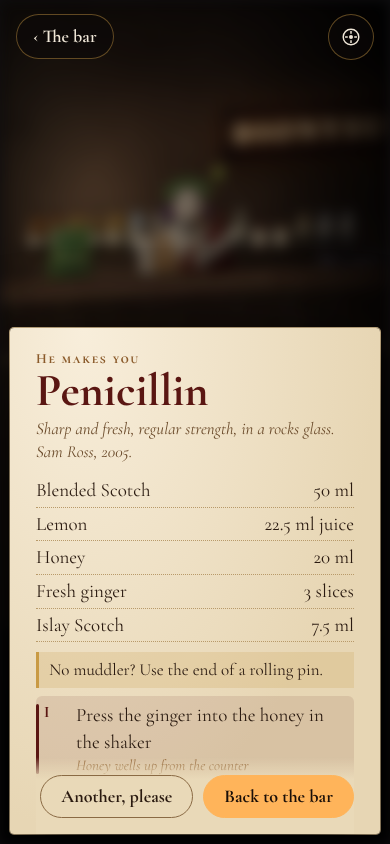 ‹ The bar
He makes you
Penicillin
Sharp and fresh, regular strength, in a rocks glass.
Sam Ross, 2005.
Blended Scotch 50 ml
Lemon 22.5 ml juice
Honey 20 ml
Fresh ginger 3 slices
Islay Scotch 7.5 ml
No muddler? Use the end of a rolling pin.
I Press the ginger into the honey in
the shaker
Honey wells up from the counter
Another, please Back to the bar